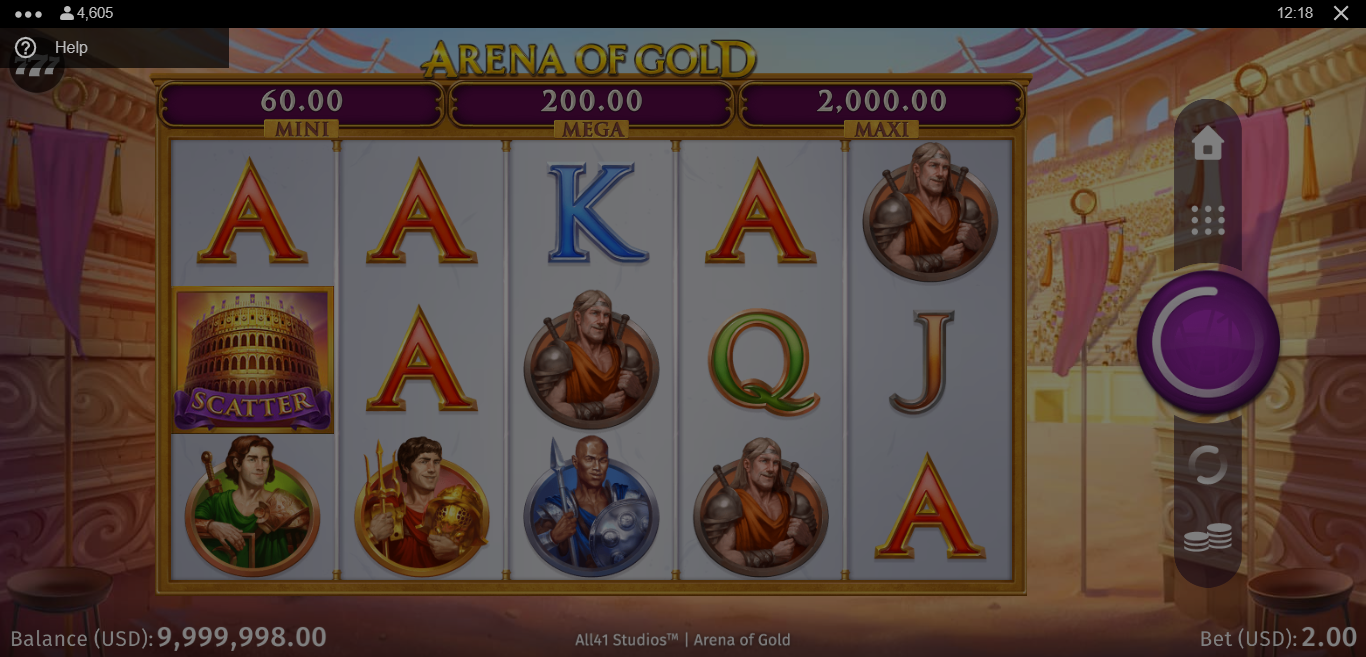 4,605
12:18
Help
777
ARENA OF GOLD
60.00
200.00
2,000.00
MINI
MEGA
MAXI
A
A
K
A
SCATTER
A
Q
J
A
Balance (USD): 9,999,998.00
All41 Studios™ | Arena of Gold
Bet (USD): 2.00